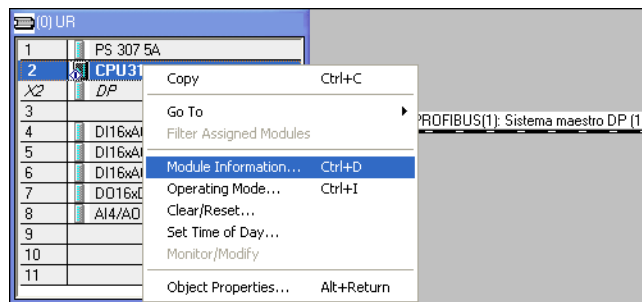 (0) UR
1 PS 307 5A
2 CPU31
X2 DP
3
4 DI16xA
5 DI16xA
6 DI16xA
7 DO16x
8 AI4/AO
9
10
11
Copy Ctrl+C
Go To
Filter Assigned Modules
Module Information... Ctrl+D
Operating Mode... Ctrl+I
Clear/Reset...
Set Time of Day...
Monitor/Modify
Object Properties... Alt+Return
PROFIBUS(1): Sistema maestro DP (1